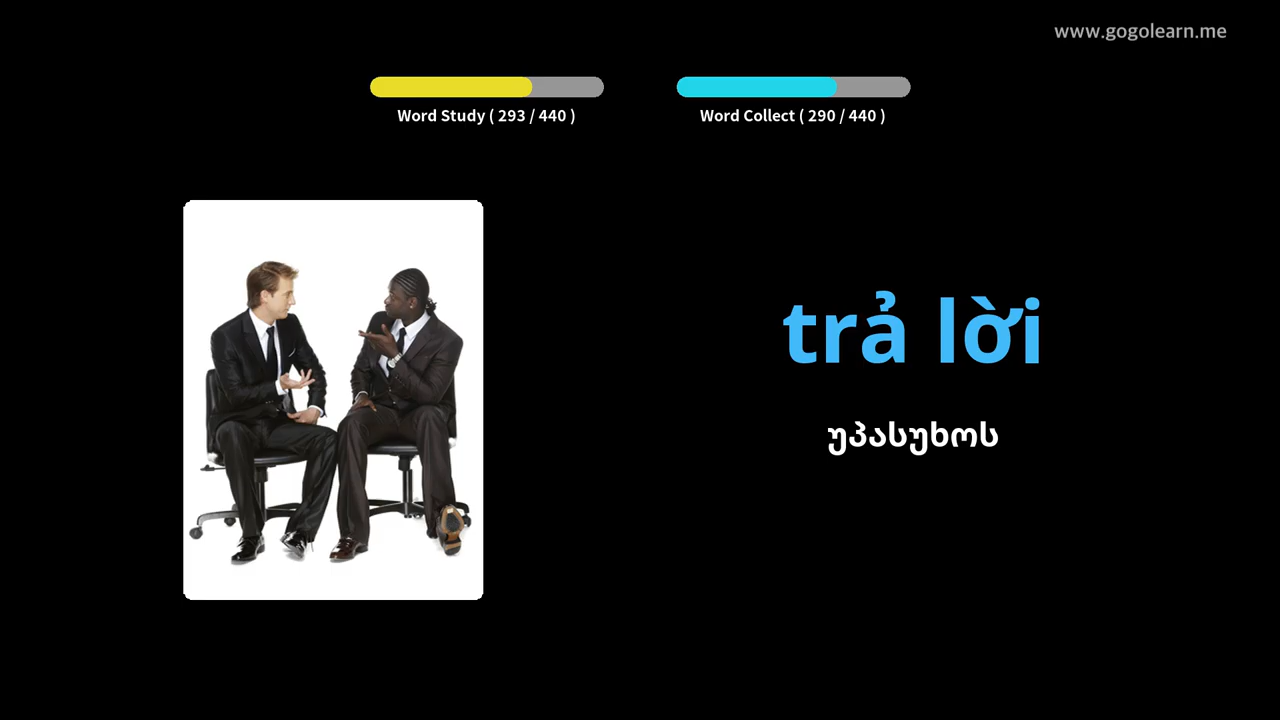 www.gogolearn.me
Word Study ( 293 / 440 )
Word Collect ( 290 / 440 )
trả lời
უპასუხოს